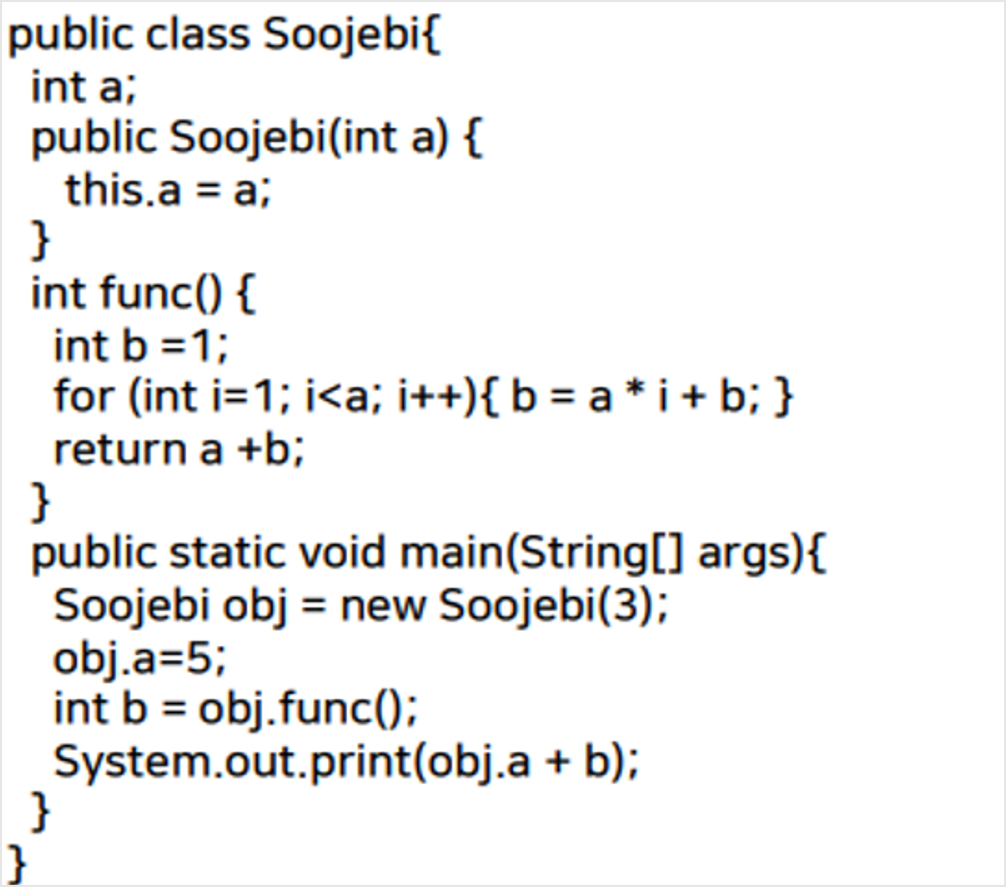 public class Soojebi{
int a;
public Soojebi(int a) {
this.a = a;
}
int func() {
int b =1;
for (int i=1; i<a; i++){ b = a * i + b; }
return a +b;
}
public static void main(String[] args){
Soojebi obj = new Soojebi(3);
obj.a=5;
int b = obj.func();
System.out.print(obj.a + b);
}
}